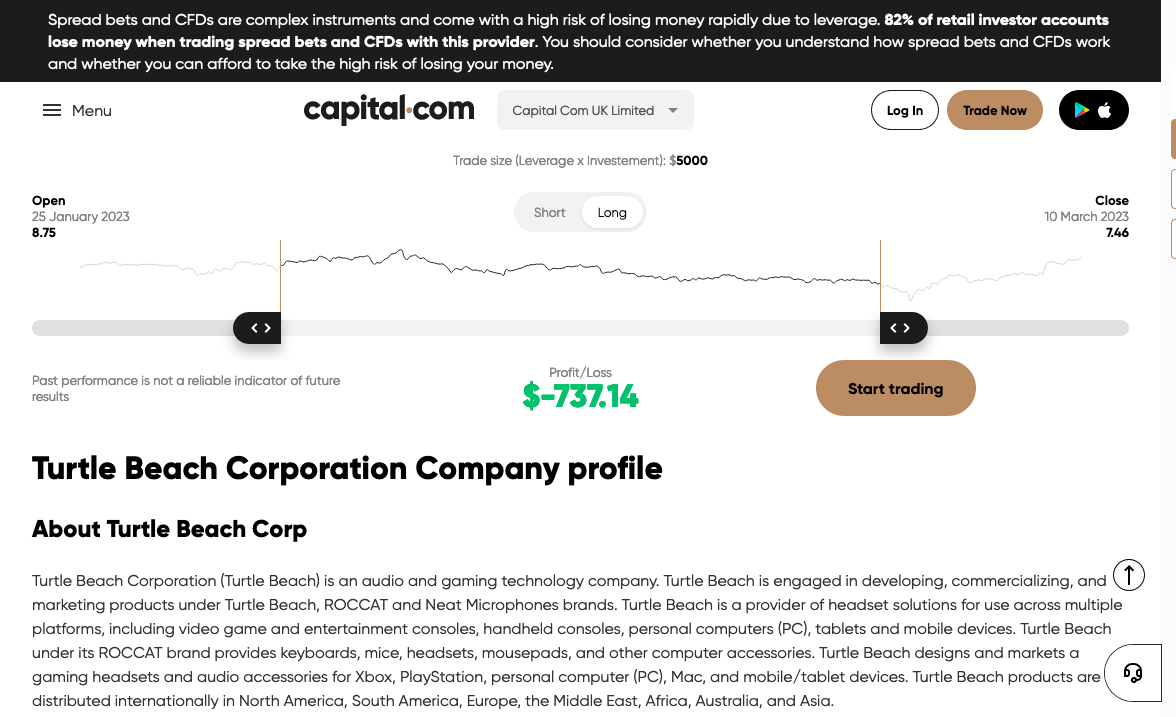 Spread bets and CFDs are complex instruments and come with a high risk of losing money rapidly due to leverage. 82% of retail investor accounts
lose money when trading spread bets and CFDs with this provider. You should consider whether you understand how spread bets and CFDs work
and whether you can afford to take the high risk of losing your money.
Menu
capital.com
Capital Com UK Limited
Log In
Trade Now
Trade size (Leverage x Investement): $5000
Open
25 January 2023
8.75
Short
Long
Close
10 March 2023
7.46
Past performance is not a reliable indicator of future
results
Profit/Loss
$-737.14
Start trading
Turtle Beach Corporation Company profile
About Turtle Beach Corp
Turtle Beach Corporation (Turtle Beach) is an audio and gaming technology company. Turtle Beach is engaged in developing, commercializing, and
marketing products under Turtle Beach, ROCCAT and Neat Microphones brands. Turtle Beach is a provider of headset solutions for use across multiple
platforms, including video game and entertainment consoles, handheld consoles, personal computers (PC), tablets and mobile devices. Turtle Beach
under its ROCCAT brand provides keyboards, mice, headsets, mousepads, and other computer accessories. Turtle Beach designs and markets a
gaming headsets and audio accessories for Xbox, PlayStation, personal computer (PC), Mac, and mobile/tablet devices. Turtle Beach products are
distributed internationally in North America, South America, Europe, the Middle East, Africa, Australia, and Asia.